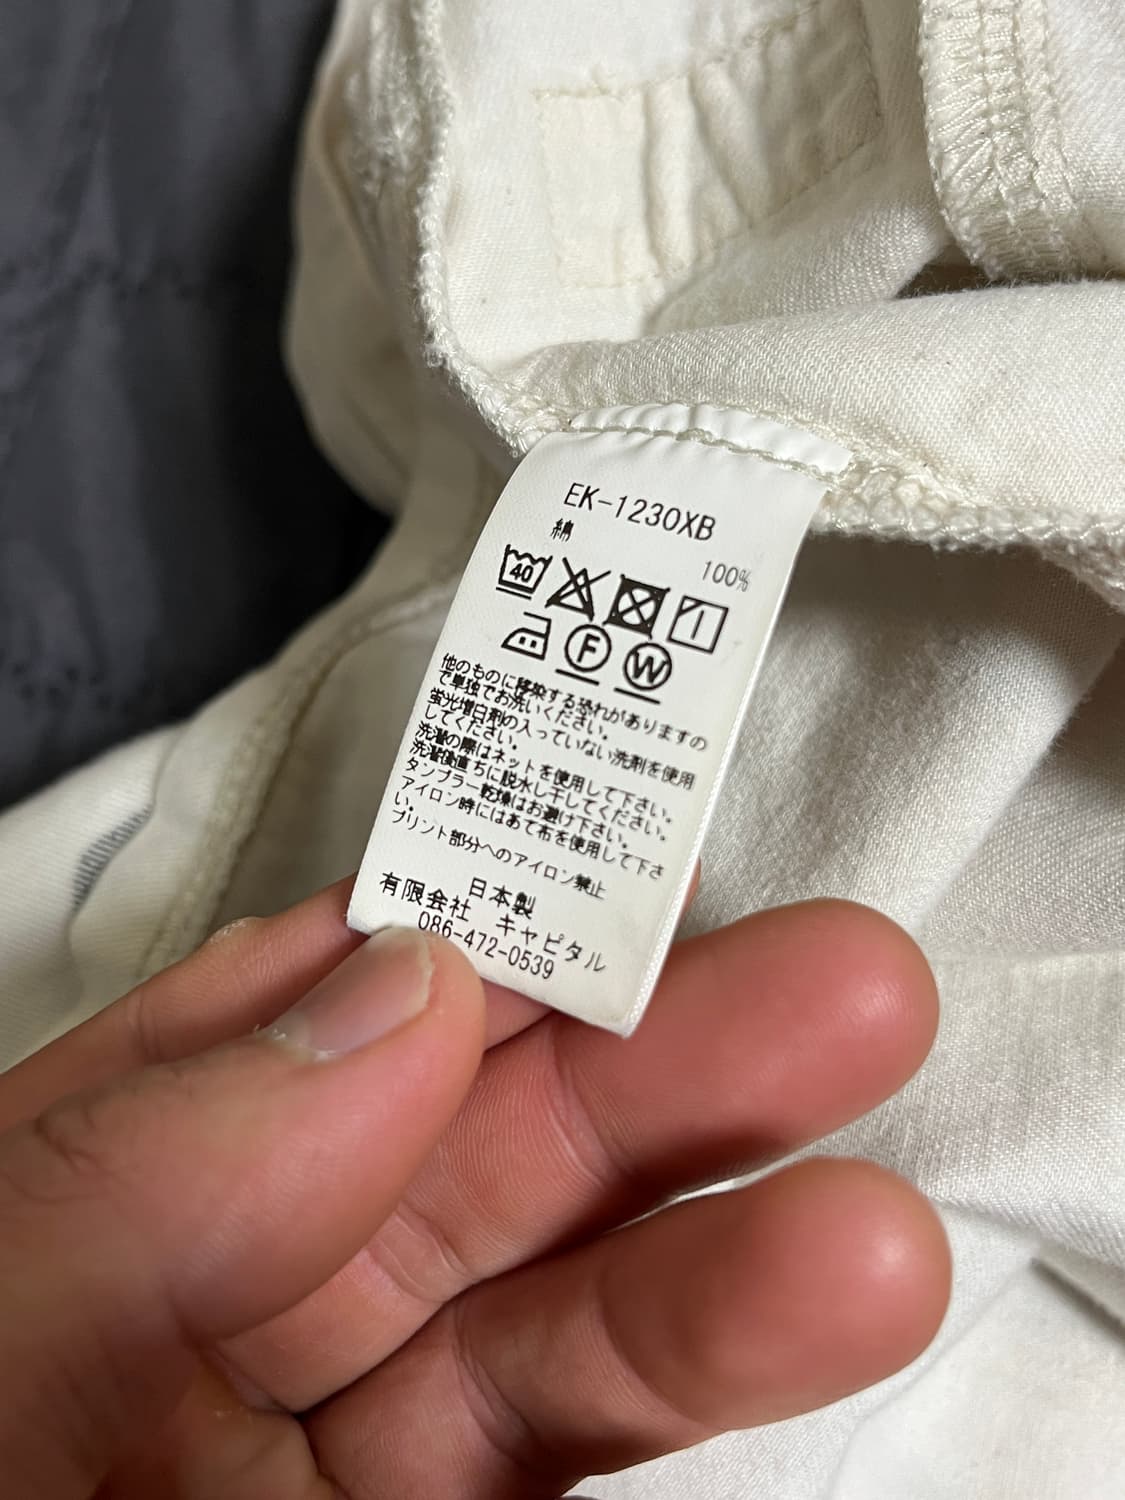 EK-1230XB
綿 100%
40
F W
他のものに移染する恐れがありますの
で単独でお洗いください。
蛍光増白剤の入っていない洗剤を使用
してください。
洗濯の際はネットを使用して下さい。
洗濯後直ちに脱水し干してください。
タンブラー乾燥はお避け下さい。
アイロン時にはあて布を使用して下さ
い。
プリント部分へのアイロン禁止
日本製
有限会社 キャピタル
086-472-0539